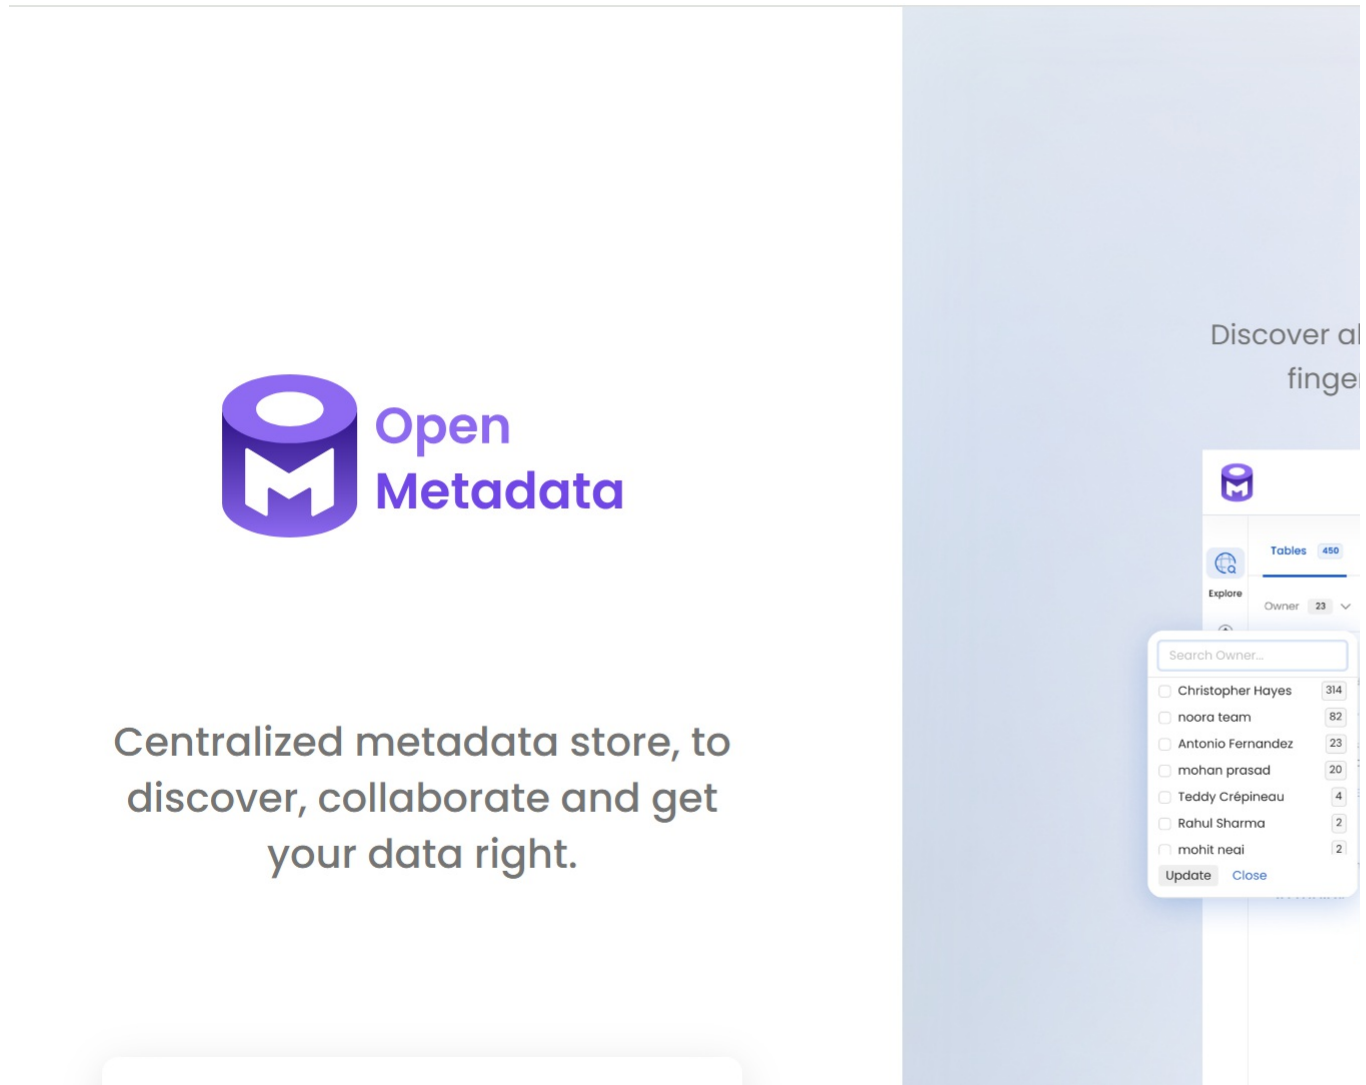 Open
Metadata
Centralized metadata store, to
discover, collaborate and get
your data right.
Discover
Tables 450
Explore
Owner 23
Search Owner...
Christopher Hayes 314
noora team 82
Antonio Fernandez 23
mohan prasad 20
Teddy Crépineau 4
Rahul Sharma 2
mohit negi 2
Update Close